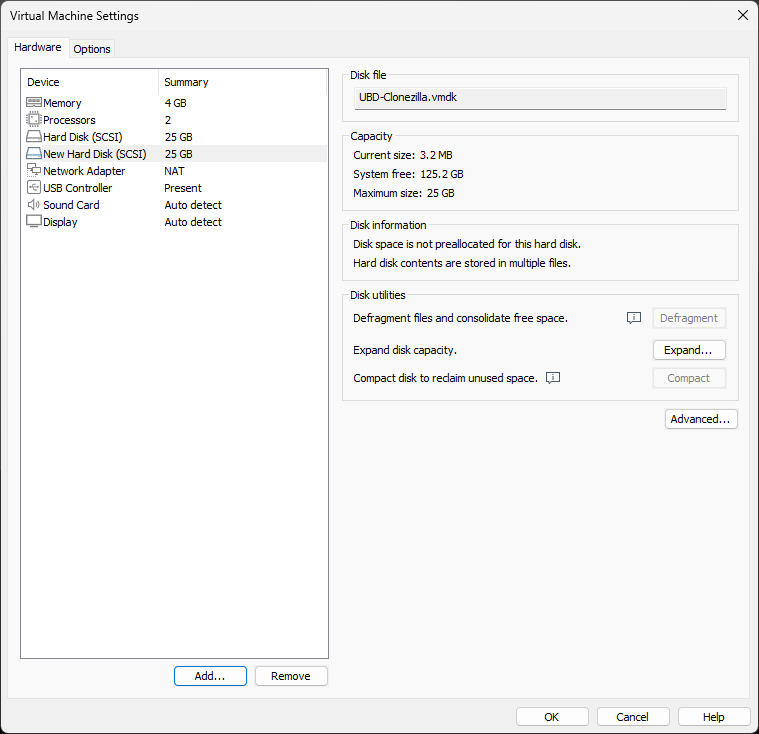 Virtual Machine Settings
Hardware Options
Device Summary
Memory 4 GB
Processors 2
Hard Disk (SCSI) 25 GB
New Hard Disk (SCSI) 25 GB
Network Adapter NAT
USB Controller Present
Sound Card Auto detect
Display Auto detect
Add... Remove
Disk file
UBD-Clonezilla.vmdk
Capacity
Current size: 3.2 MB
System free: 125.2 GB
Maximum size: 25 GB
Disk information
Disk space is not preallocated for this hard disk.
Hard disk contents are stored in multiple files.
Disk utilities
Defragment files and consolidate free space. Defragment
Expand disk capacity. Expand...
Compact disk to reclaim unused space. Compact
Advanced...
OK Cancel Help